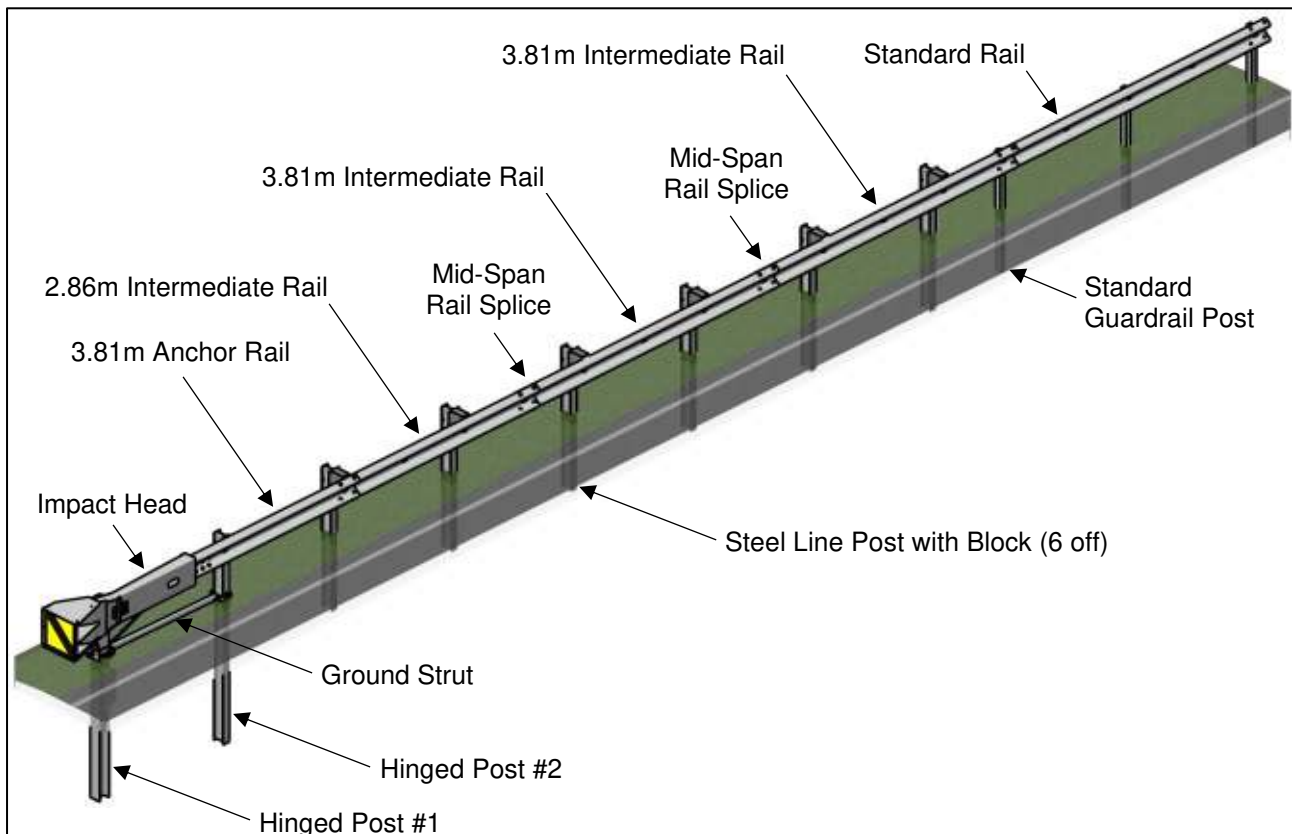 3.81m Intermediate Rail
Standard Rail
Mid-Span
Rail Splice
3.81m Intermediate Rail
2.86m Intermediate Rail
Mid-Span
Rail Splice
3.81m Anchor Rail
Standard
Guardrail Post
Impact Head
Steel Line Post with Block (6 off)
Ground Strut
Hinged Post #2
Hinged Post #1